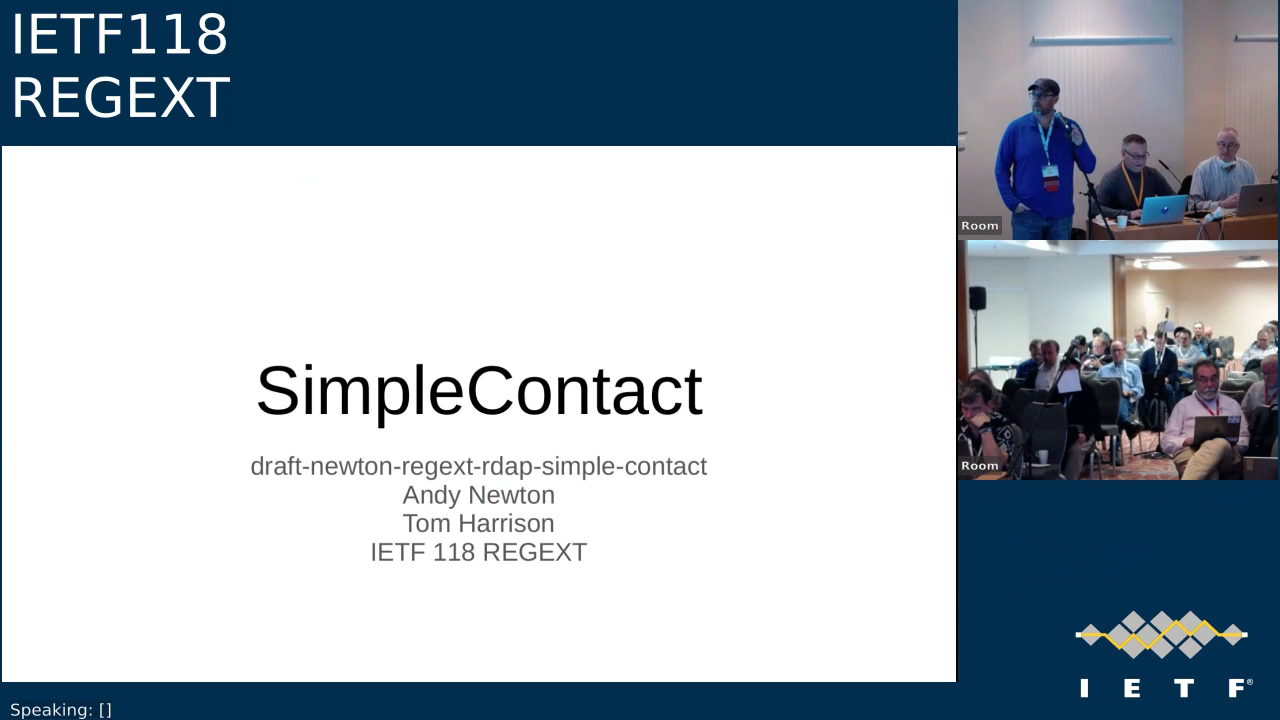 IETF118
REGEXT
SimpleContact
draft-newton-regext-rdap-simple-contact
Andy Newton
Tom Harrison
IETF 118 REGEXT
Room
Room
I E T F®
Speaking: []